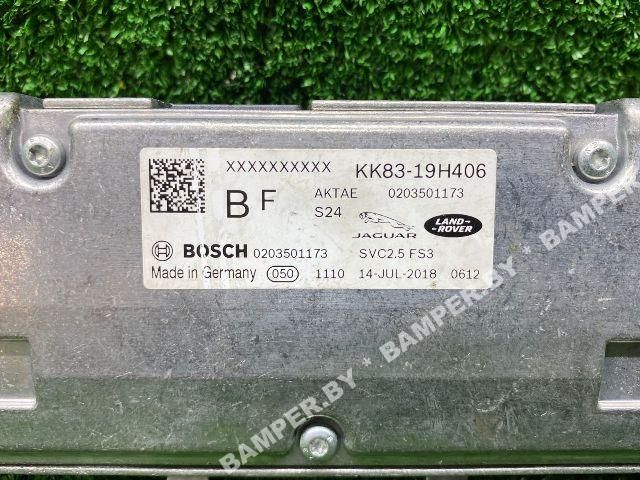 XXXXXXXXXX KK83-19H406
B F AKTAE 0203501173
S24 JAGUAR LAND-ROVER
BOSCH 0203501173 SVC2.5 FS3
Made in Germany 050 1110 14-JUL-2018 0612
BAMPER.BY * BAMPER.BY * BAMPER.BY